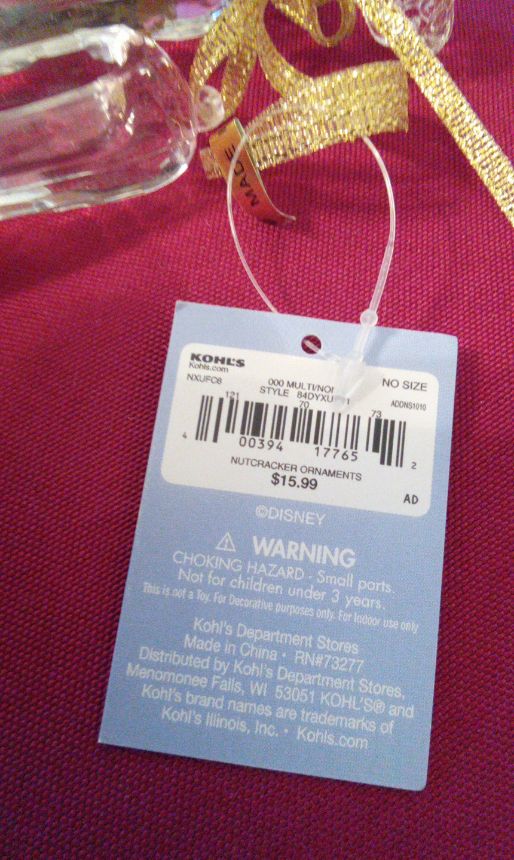 MADE
KOHL'S
Kohls.com
NXUFC8
000 MULTI/NO
NO SIZE
STYLE 84DYXU
ADDNS1010
121 70 73
4 00394 17765 2
NUTCRACKER ORNAMENTS
$15.99
AD
©DISNEY
⚠ WARNING
CHOKING HAZARD - Small parts.
Not for children under 3 years.
This is not a Toy. For Decorative purposes only. For Indoor use only
Kohl's Department Stores
Made in China • RN#73277
Distributed by Kohl's Department Stores,
Menomonee Falls, WI 53051 KOHL'S® and
Kohl's brand names are trademarks of
Kohl's Illinois, Inc. • Kohls.com